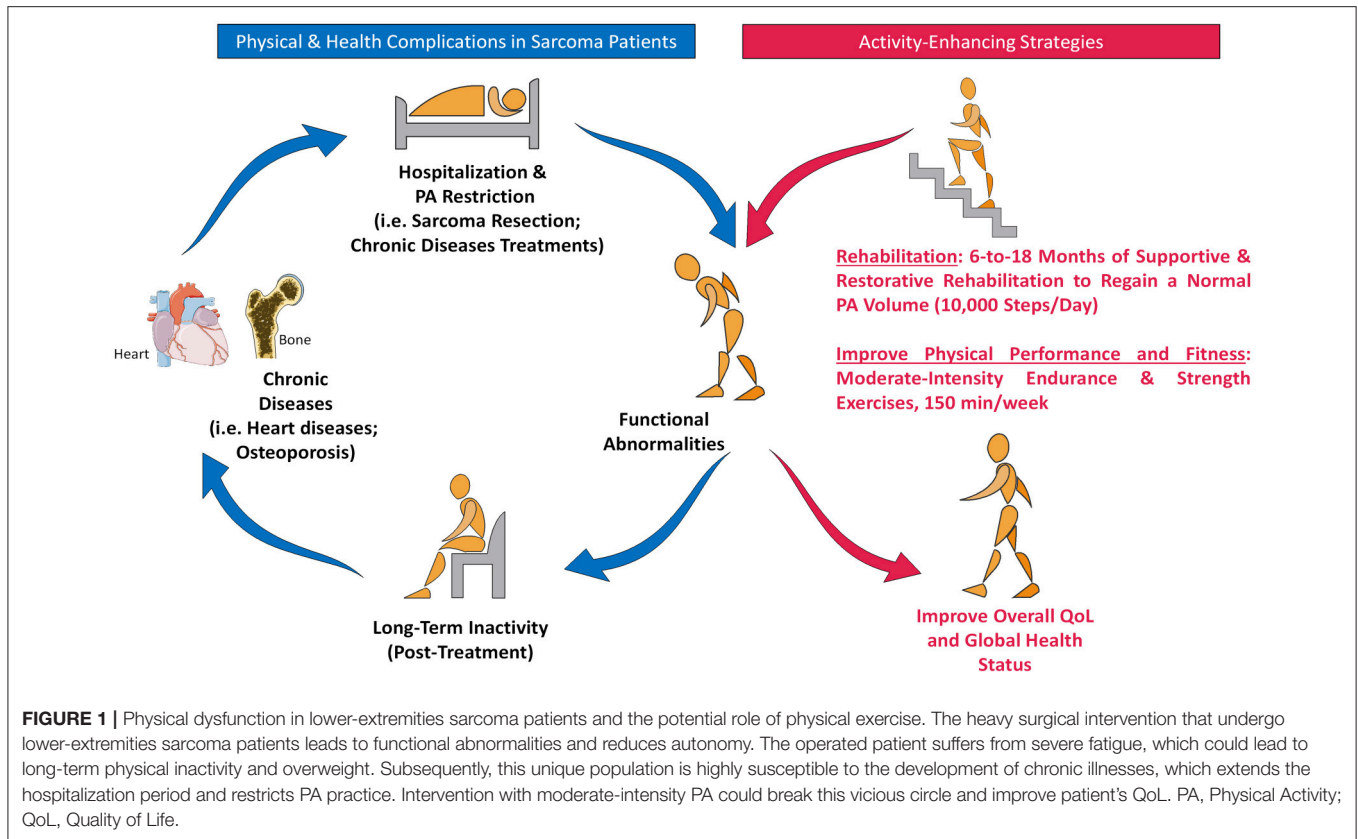 Physical & Health Complications in Sarcoma Patients
Activity-Enhancing Strategies
Hospitalization &
PA Restriction
(i.e. Sarcoma Resection;
Chronic Diseases Treatments)
Heart
Bone
Chronic
Diseases
(i.e. Heart diseases;
Osteoporosis)
Functional
Abnormalities
Long-Term Inactivity
(Post-Treatment)
Rehabilitation: 6-to-18 Months of Supportive &
Restorative Rehabilitation to Regain a Normal
PA Volume (10,000 Steps/Day)
Improve Physical Performance and Fitness:
Moderate-Intensity Endurance & Strength
Exercises, 150 min/week
Improve Overall QoL
and Global Health
Status
FIGURE 1 | Physical dysfunction in lower-extremities sarcoma patients and the potential role of physical exercise. The heavy surgical intervention that undergo
lower-extremities sarcoma patients leads to functional abnormalities and reduces autonomy. The operated patient suffers from severe fatigue, which could lead to
long-term physical inactivity and overweight. Subsequently, this unique population is highly susceptible to the development of chronic illnesses, which extends the
hospitalization period and restricts PA practice. Intervention with moderate-intensity PA could break this vicious circle and improve patient's QoL. PA, Physical Activity;
QoL, Quality of Life.